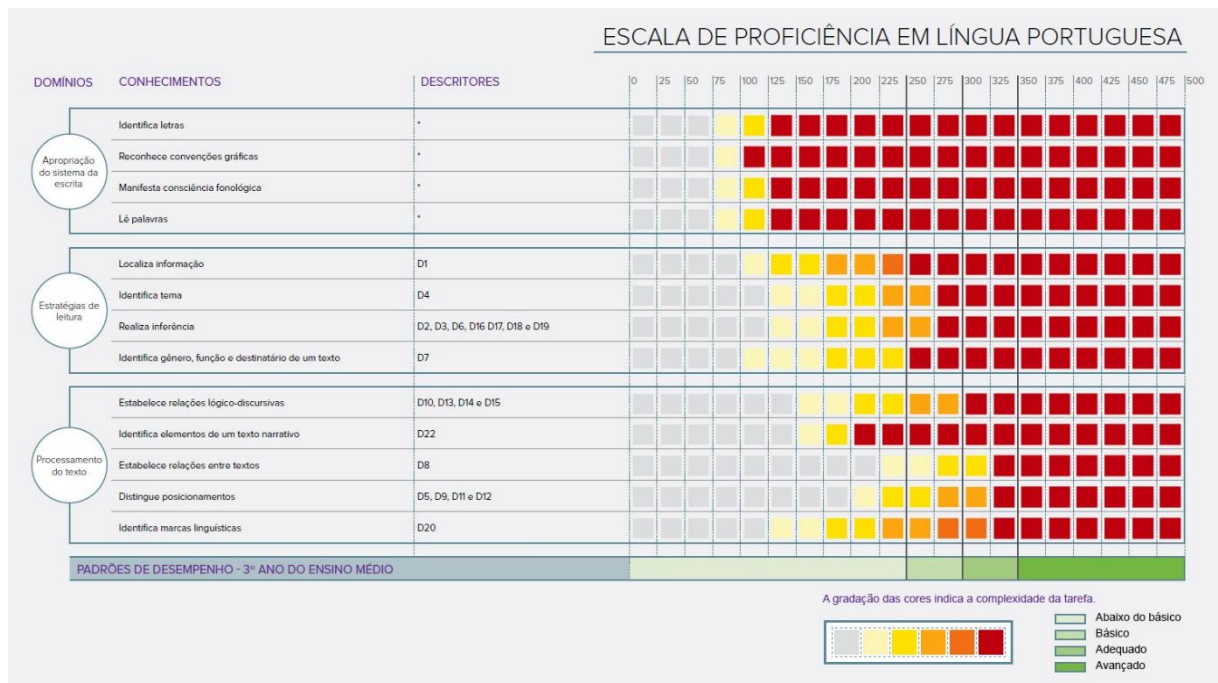 ESCALA DE PROFICIÊNCIA EM LÍNGUA PORTUGUESA
DOMÍNIOS CONHECIMENTOS DESCRITORES 0 25 50 75 100 125 150 175 200 225 250 275 300 325 350 375 400 425 450 475 500
Apropriação do sistema da escrita
Identifica letras *
Reconhece convenções gráficas *
Manifesta consciência fonológica *
Lê palavras *
Estratégias de leitura
Localiza informação D1
Identifica tema D4
Realiza inferência D2, D3, D6, D16 D17, D18 e D19
Identifica gênero, função e destinatário de um texto D7
Processamento do texto
Estabelece relações lógico-discursivas D10, D13, D14 e D15
Identifica elementos de um texto narrativo D22
Estabelece relações entre textos D8
Distingue posicionamentos D5, D9, D11 e D12
Identifica marcas linguísticas D20
PADRÕES DE DESEMPENHO - 3º ANO DO ENSINO MÉDIO
A gradação das cores indica a complexidade da tarefa.
Abaixo do básico
Básico
Adequado
Avançado